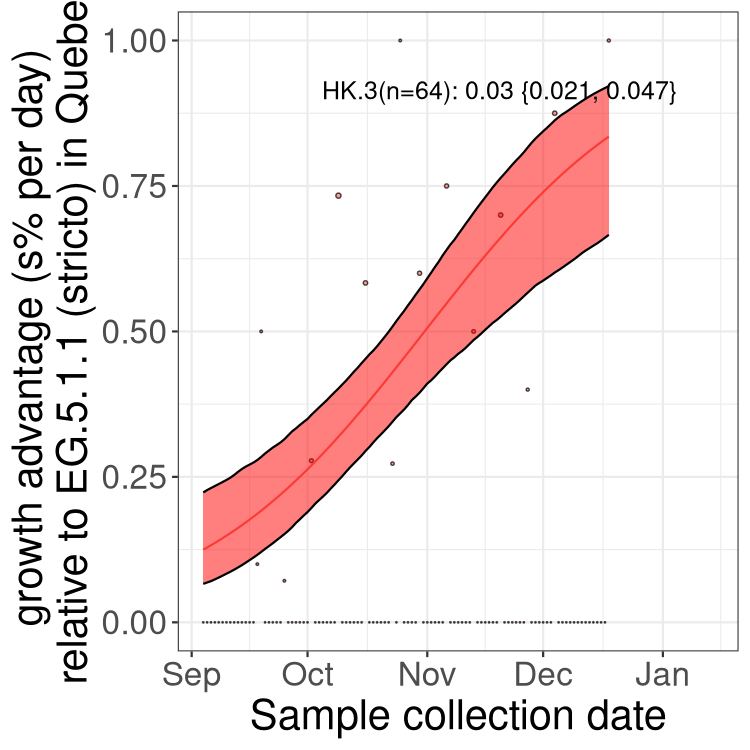 growth advantage (s% per day)
relative to EG.5.1.1 (stricto) in Quebe
1.00
0.75
0.50
0.25
0.00
HK.3(n=64): 0.03 {0.021, 0.047}
Sep Oct Nov Dec Jan
Sample collection date